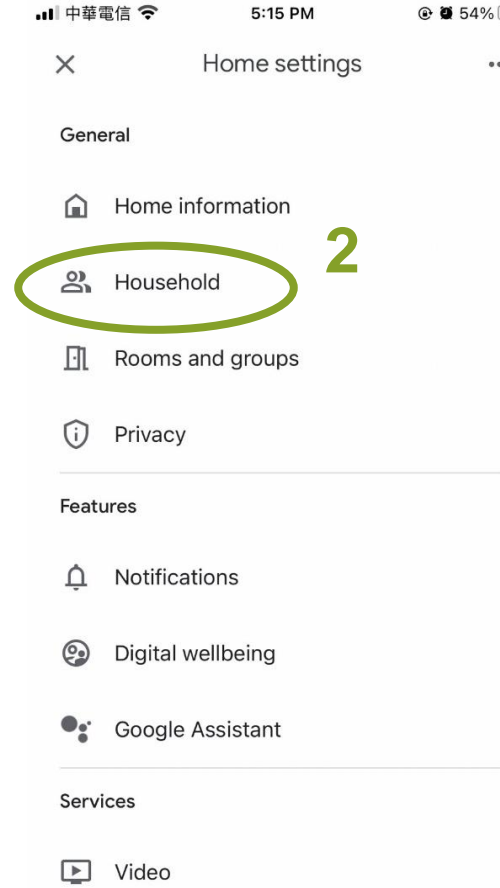 中華電信 5:15 PM 54%
Home settings
General
Home information
2
Household
Rooms and groups
Privacy
Features
Notifications
Digital wellbeing
Google Assistant
Services
Video